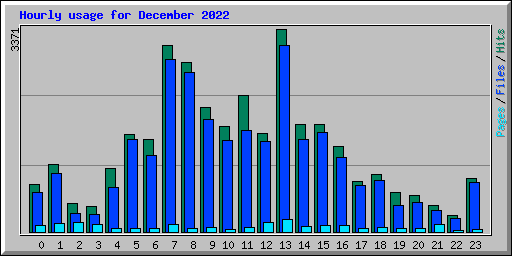 Hourly usage for December 2022
3371
Pages/Files/Hits
0 1 2 3 4 5 6 7 8 9 10 11 12 13 14 15 16 17 18 19 20 21 22 23